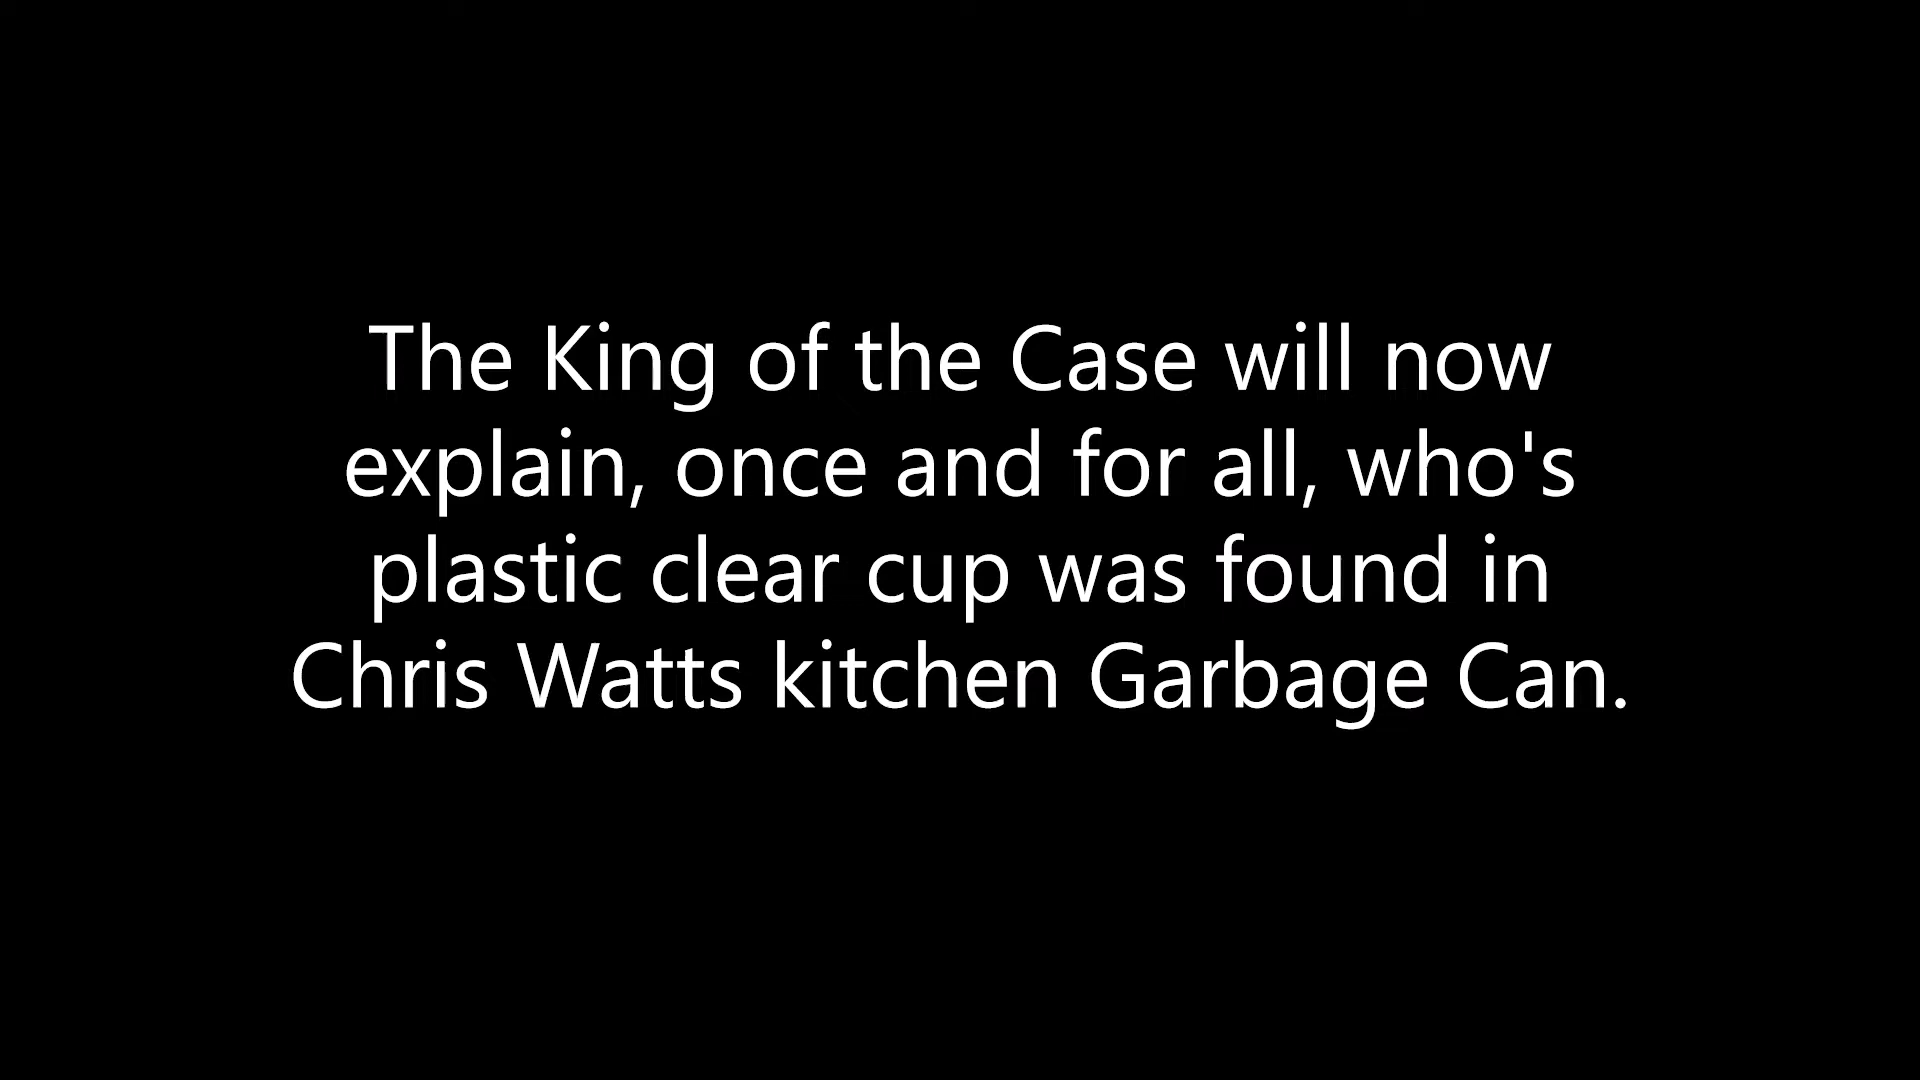 The King of the Case will now
explain, once and for all, who's
plastic clear cup was found in
Chris Watts kitchen Garbage Can.